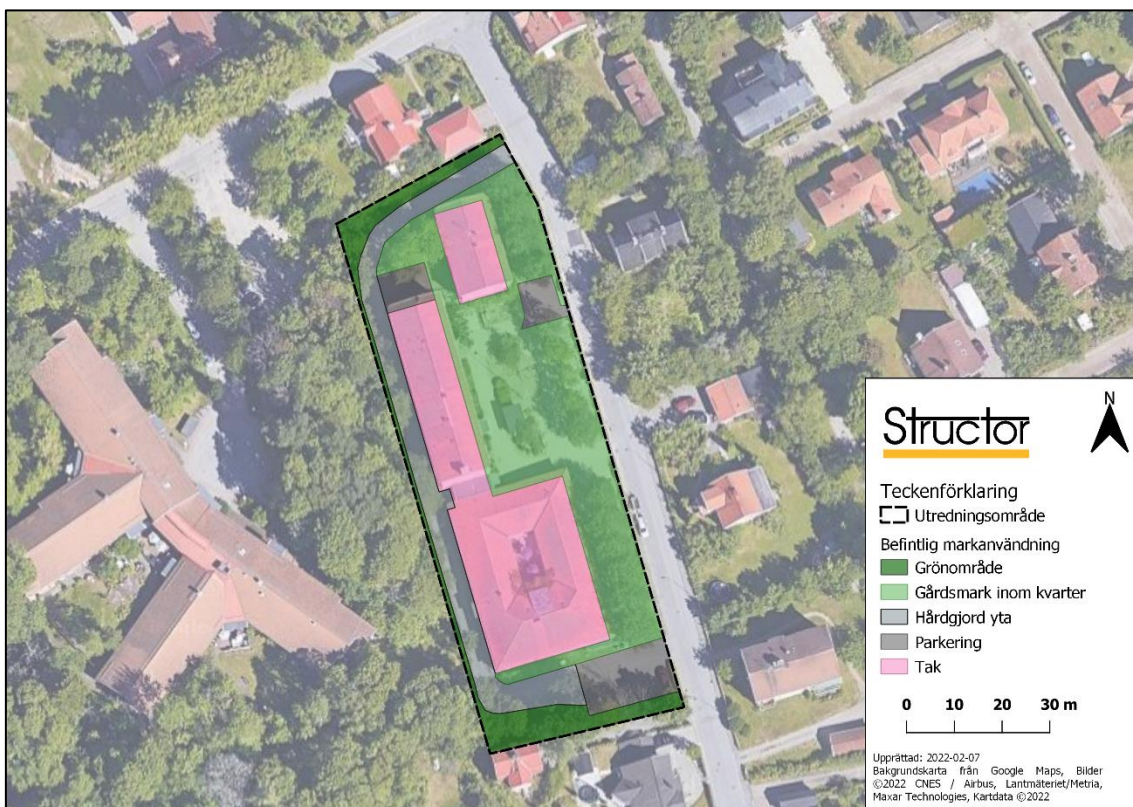 Structor
N
Teckenförklaring
Utredningsområde
Befintlig markanvändning
Grönområde
Gårdsmark inom kvarter
Hårdgjord yta
Parkering
Tak
0 10 20 30 m
Upprättad: 2022-02-07
Bakgrundskarta från Google Maps, Bilder
©2022 CNES / Airbus, Lantmäteriet/Metria,
Maxar Technologies, Kartdata ©2022